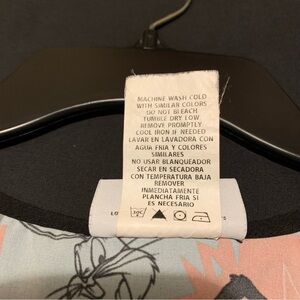 MACHINE WASH COLD
WITH SIMILAR COLORS
DO NOT BLEACH
TUMBLE DRY LOW
REMOVE PROMPTLY
COOL IRON IF NEEDED
LAVAR EN LAVADORA CON
AGUA FRIA Y COLORES
SIMILARES
NO USAR BLANQUEADOR
SECAR EN SECADORA
CON TEMPERATURA BAJA
REMOVER
INMEDIATAMENTE
PLANCHA FRIA SI
ES NECESARIO